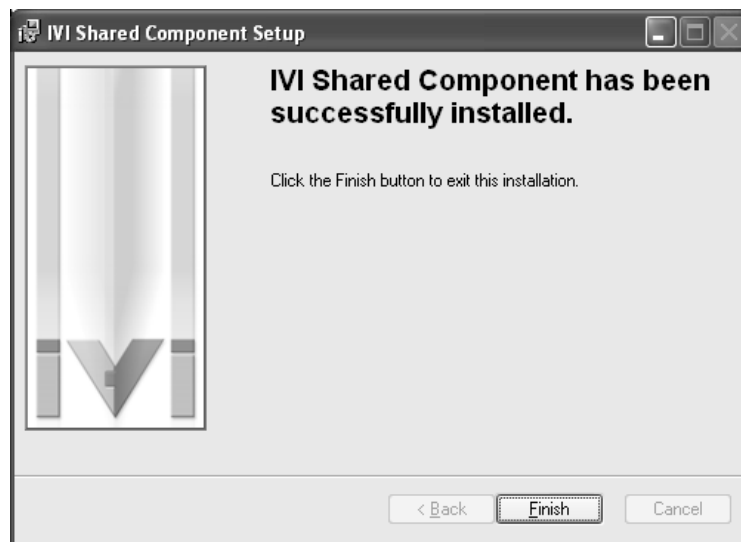 IVI Shared Component Setup
IVI Shared Component has been
successfully installed.
Click the Finish button to exit this installation.
iVi
< Back
Finish
Cancel